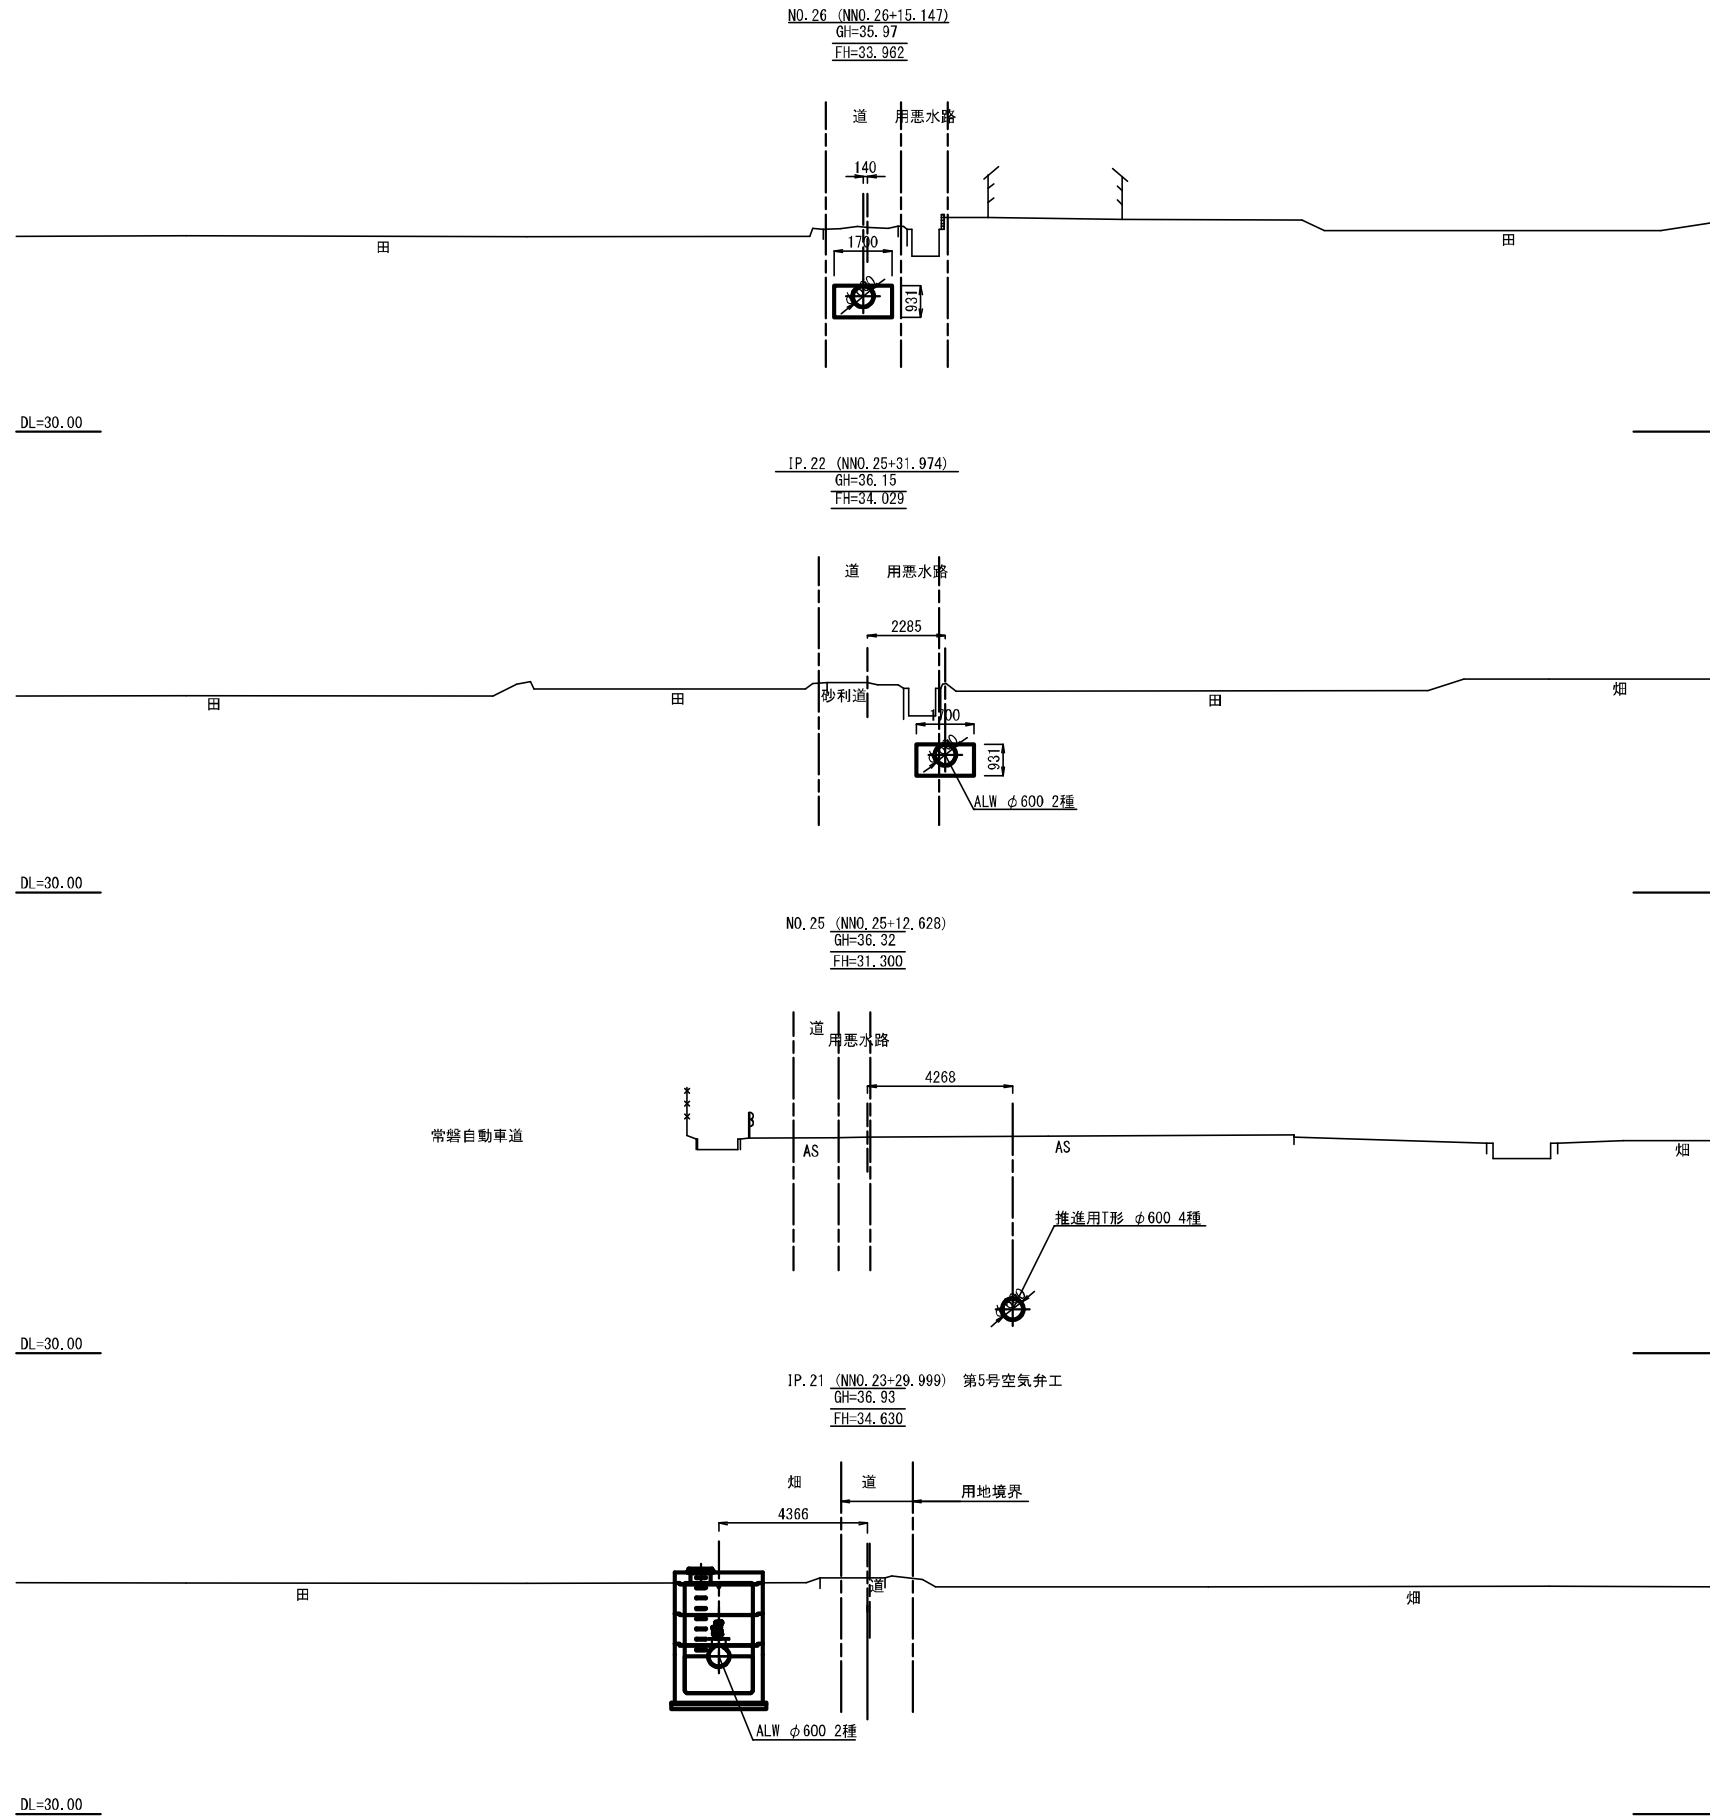 NO.26 (NNO.26+15.147)
GH=35.97
FH=33.962
道 用悪水路
140
田
1700
田
931
DL=30.00
IP.22 (NNO.25+31.974)
GH=36.15
FH=34.029
道 用悪水路
2285
田
田
砂利道
田
畑
1700
931
ALW φ600 2種
DL=30.00
NO.25 (NNO.25+12.628)
GH=36.32
FH=31.300
道
用悪水路
4268
常磐自動車道
AS
AS
畑
推進用T形 φ600 4種
DL=30.00
IP.21 (NNO.23+29.999) 第5号空気弁工
GH=36.93
FH=34.630
畑 道
用地境界
4366
田
道
畑
ALW φ600 2種
DL=30.00